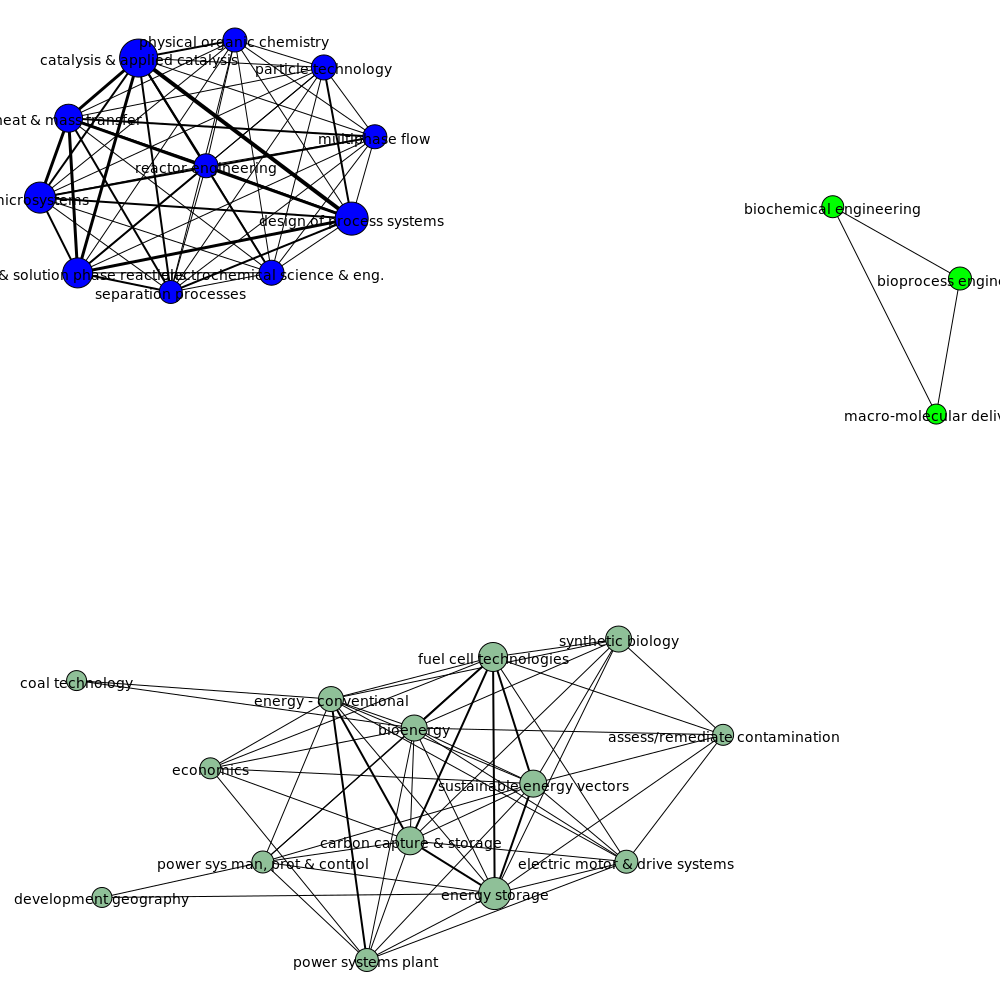 physical organic chemistry
catalysis & applied catalysis
particle technology
heat & mass transfer
multiphase flow
reactor engineering
microsystems
design of process systems
& solution phase reactions
electrochemical science & eng.
separation processes
biochemical engineering
bioprocess engine
macro-molecular deliv
synthetic biology
fuel cell technologies
coal technology
energy - conventional
bioenergy
assess/remediate contamination
economics
sustainable energy vectors
carbon capture & storage
power sys man, prot & control
electric motor & drive systems
energy storage
development geography
power systems plant